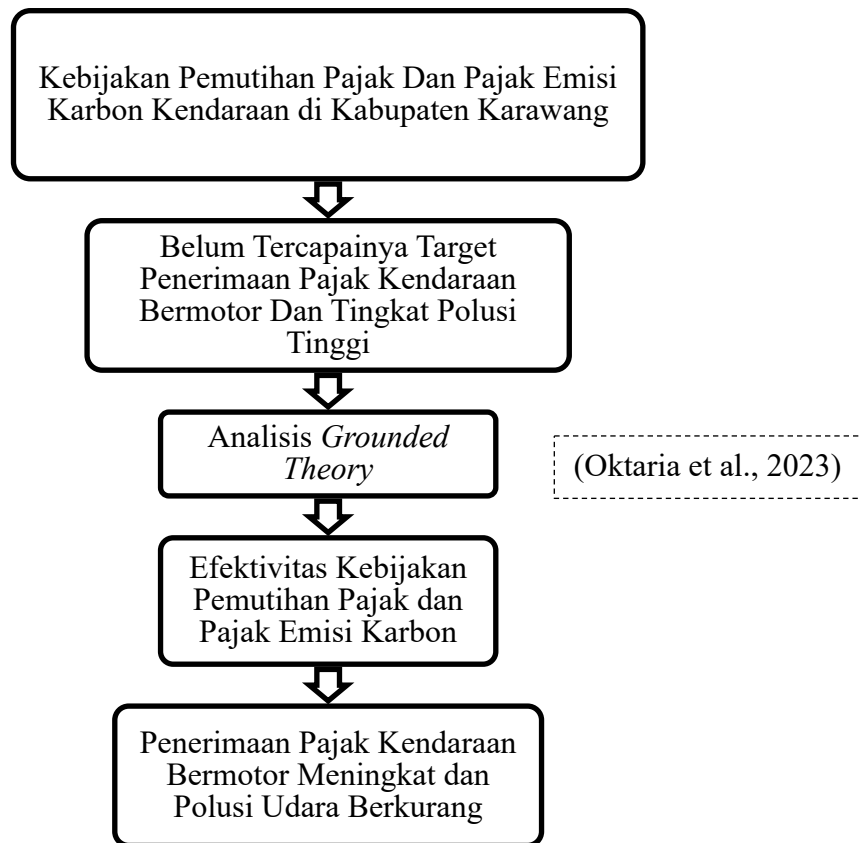 Kebijakan Pemutihan Pajak Dan Pajak Emisi
Karbon Kendaraan di Kabupaten Karawang
Belum Tercapainya Target
Penerimaan Pajak Kendaraan
Bermotor Dan Tingkat Polusi
Tinggi
Analisis Grounded
Theory
(Oktaria et al., 2023)
Efektivitas Kebijakan
Pemutihan Pajak dan
Pajak Emisi Karbon
Penerimaan Pajak Kendaraan
Bermotor Meningkat dan
Polusi Udara Berkurang